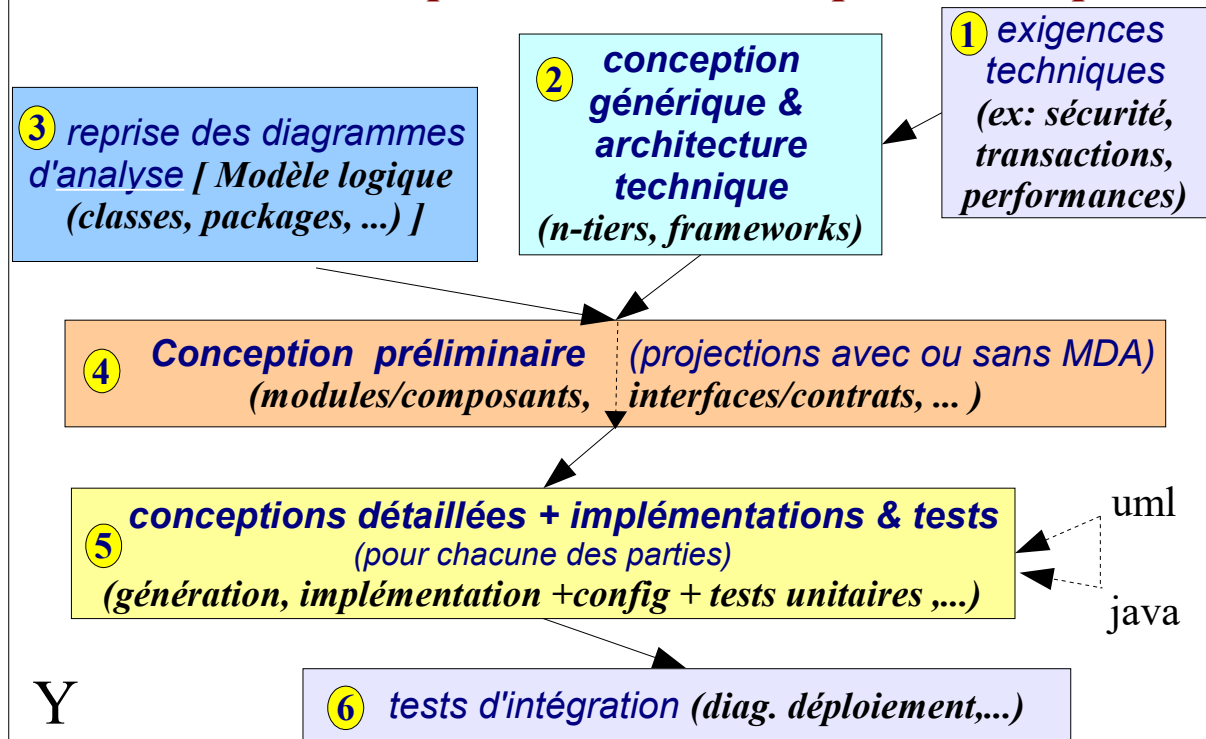 1 exigences
techniques
(ex: sécurité,
transactions,
performances)
2 conception
générique &
architecture
technique
(n-tiers, frameworks)
3 reprise des diagrammes
d'analyse [ Modèle logique
(classes, packages, ...) ]
4 Conception préliminaire (projections avec ou sans MDA)
(modules/composants, interfaces/contrats, ... )
5 conceptions détaillées + implémentations & tests
(pour chacune des parties)
(génération, implémentation +config + tests unitaires ,...)
uml
java
Y
6 tests d'intégration (diag. déploiement,...)